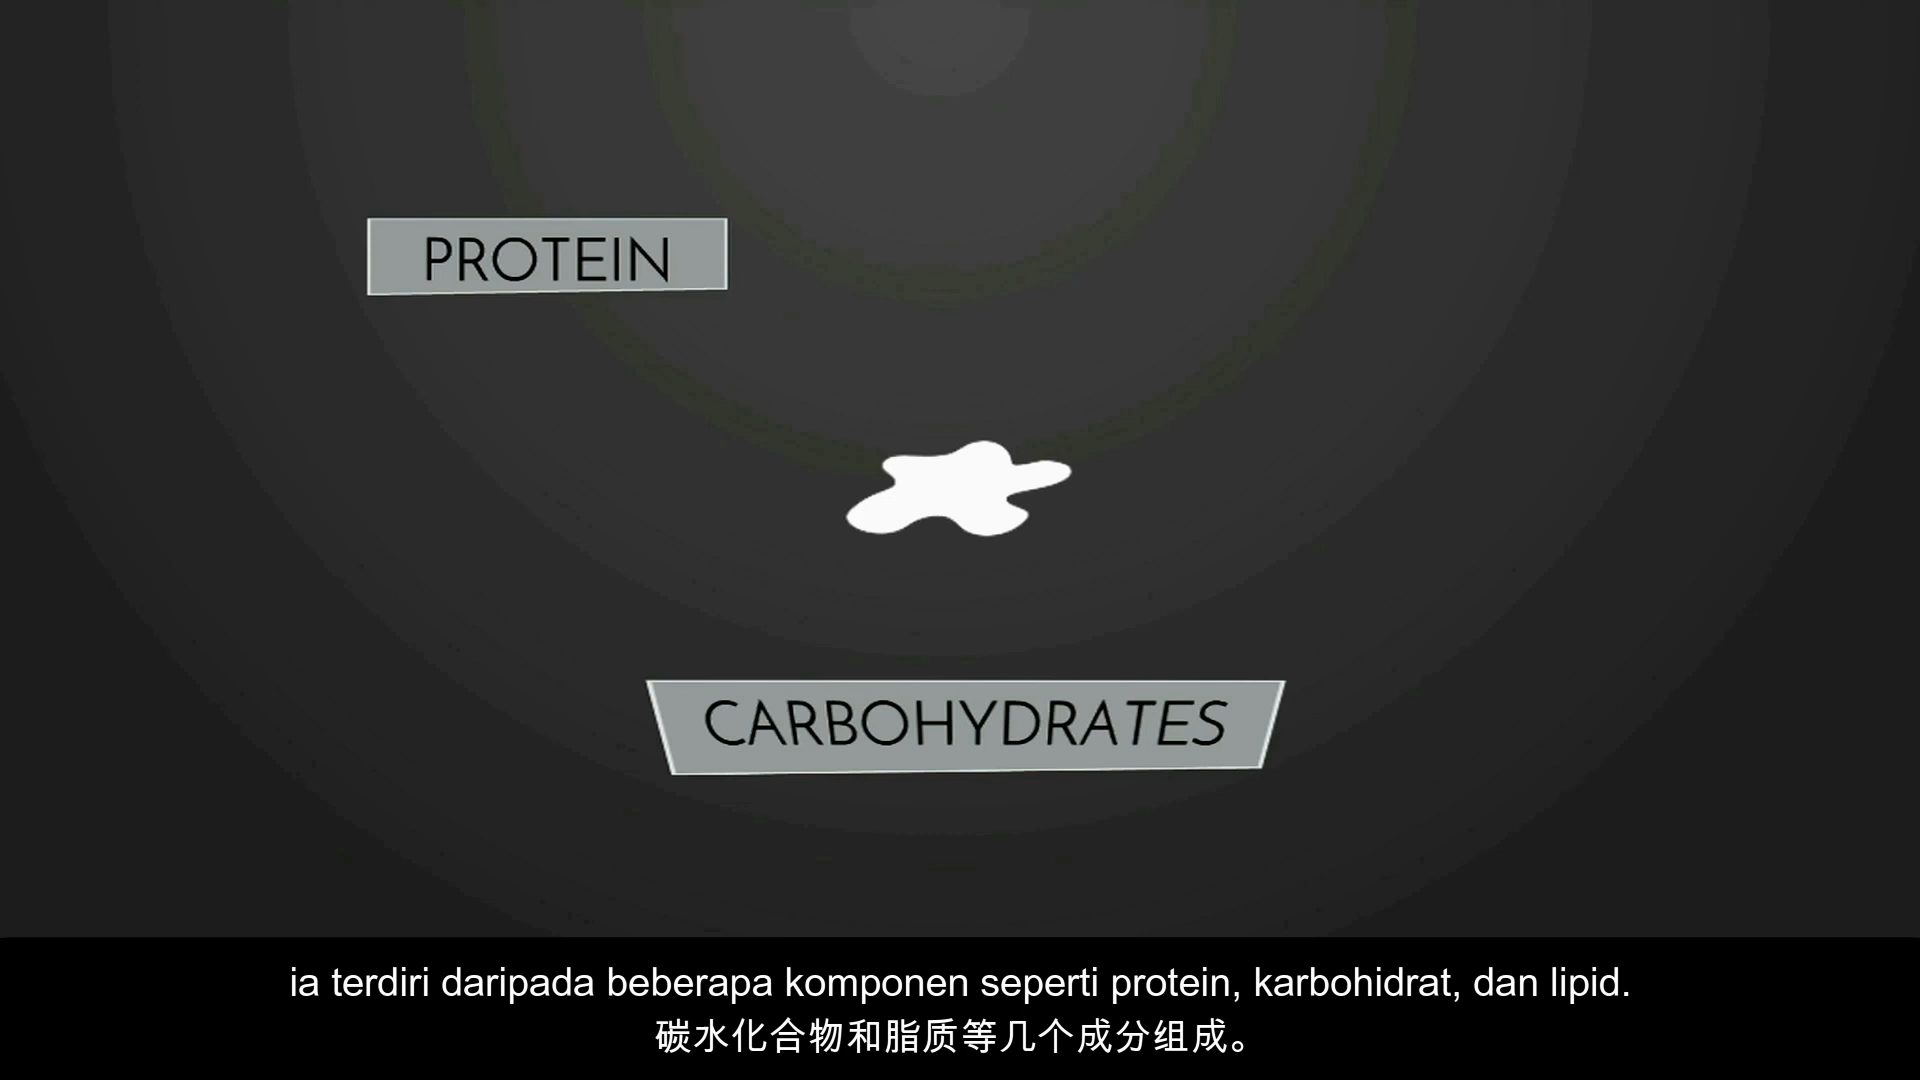 PROTEIN
CARBOHYDRATES
ia terdiri daripada beberapa komponen seperti protein, karbohidrat, dan lipid.
碳水化合物和脂质等几个成分组成。